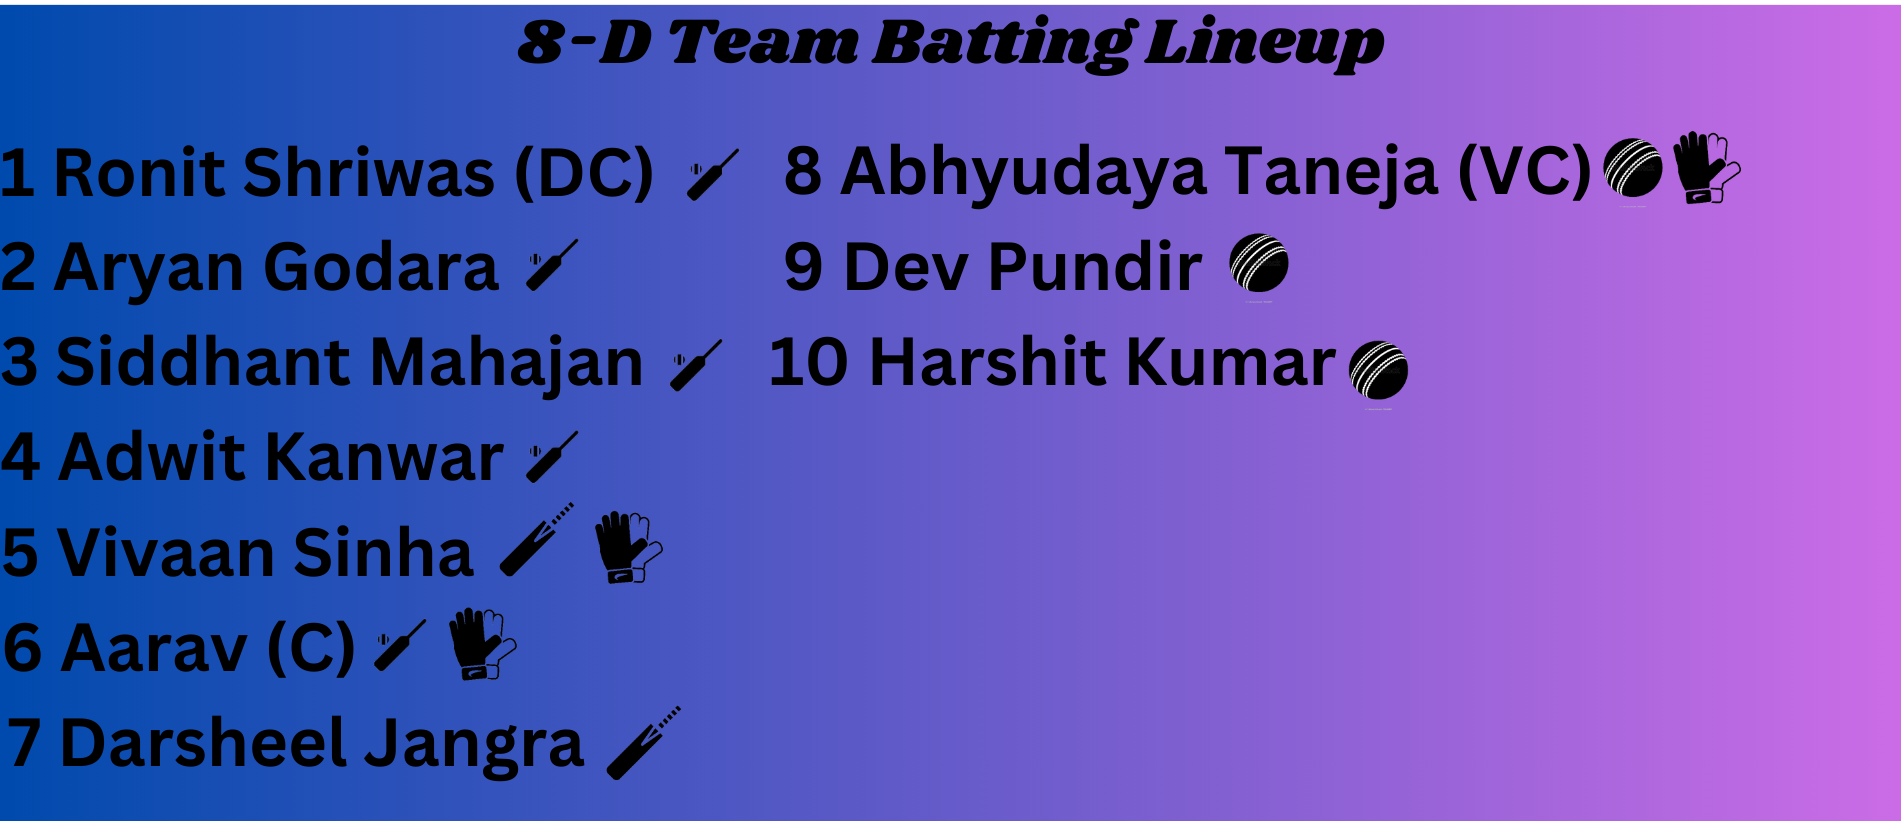 8-D Team Batting Lineup
1 Ronit Shriwas (DC)
2 Aryan Godara
3 Siddhant Mahajan
4 Adwit Kanwar
5 Vivaan Sinha
6 Aarav (C)
7 Darsheel Jangra
8 Abhyudaya Taneja (VC)
9 Dev Pundir
10 Harshit Kumar